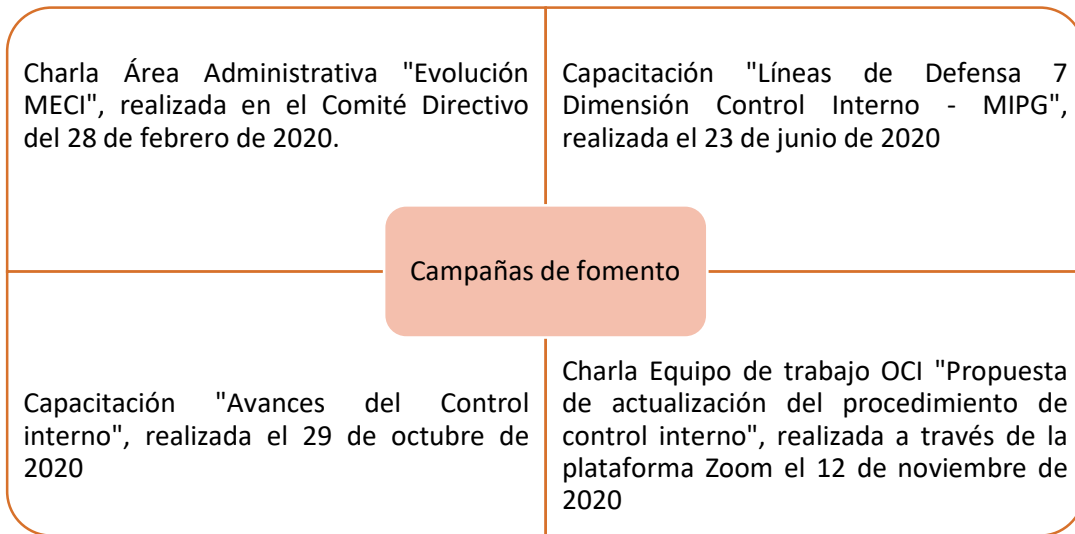 Charla Área Administrativa "Evolución
MECI", realizada en el Comité Directivo
del 28 de febrero de 2020.
Capacitación "Líneas de Defensa 7
Dimensión Control Interno - MIPG",
realizada el 23 de junio de 2020
Campañas de fomento
Capacitación "Avances del Control
interno", realizada el 29 de octubre de
2020
Charla Equipo de trabajo OCI "Propuesta
de actualización del procedimiento de
control interno", realizada a través de la
plataforma Zoom el 12 de noviembre de
2020